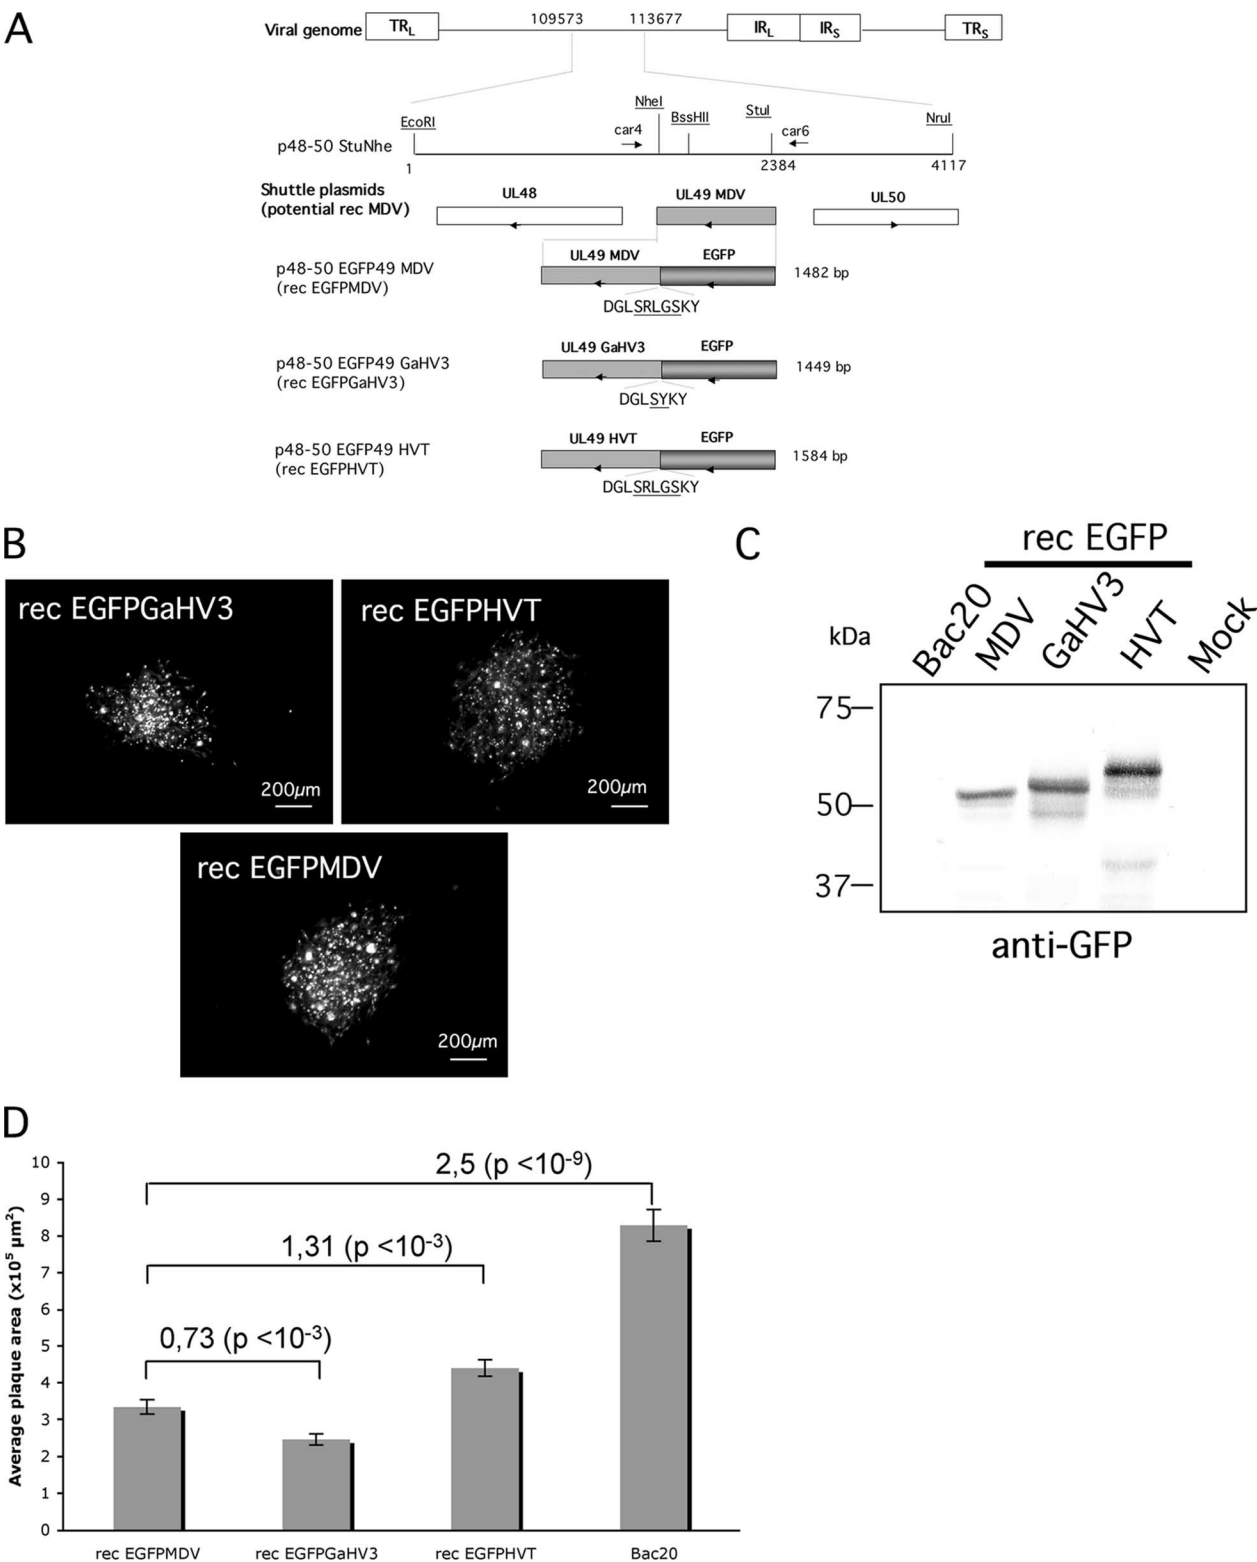 A
Viral genome
TRL
109573
113677
IRL
IRS
TRS
EcoRI
car4
NheI
BssHII
StuI
car6
NruI
p48-50 StuNhe
1
2384
4117
Shuttle plasmids
(potential rec MDV)
UL48
UL49 MDV
UL50
p48-50 EGFP49 MDV
(rec EGFPMDV)
UL49 MDV
EGFP
1482 bp
DGLSRLGSKY
p48-50 EGFP49 GaHV3
(rec EGFPGaHV3)
UL49 GaHV3
EGFP
1449 bp
DGLSYKY
p48-50 EGFP49 HVT
(rec EGFPHVT)
UL49 HVT
EGFP
1584 bp
DGLSRLGSKY
B
rec EGFPGaHV3
200µm
rec EGFPHVT
200µm
rec EGFPMDV
200µm
C
rec EGFP
kDa
Bac20
MDV
GaHV3
HVT
Mock
75
50
37
anti-GFP
D
Average plaque area (x10⁵ µm²)
10
9
8
7
6
5
4
3
2
1
0
2,5 (p <10⁻⁹)
1,31 (p <10⁻³)
0,73 (p <10⁻³)
rec EGFPMDV
rec EGFPGaHV3
rec EGFPHVT
Bac20